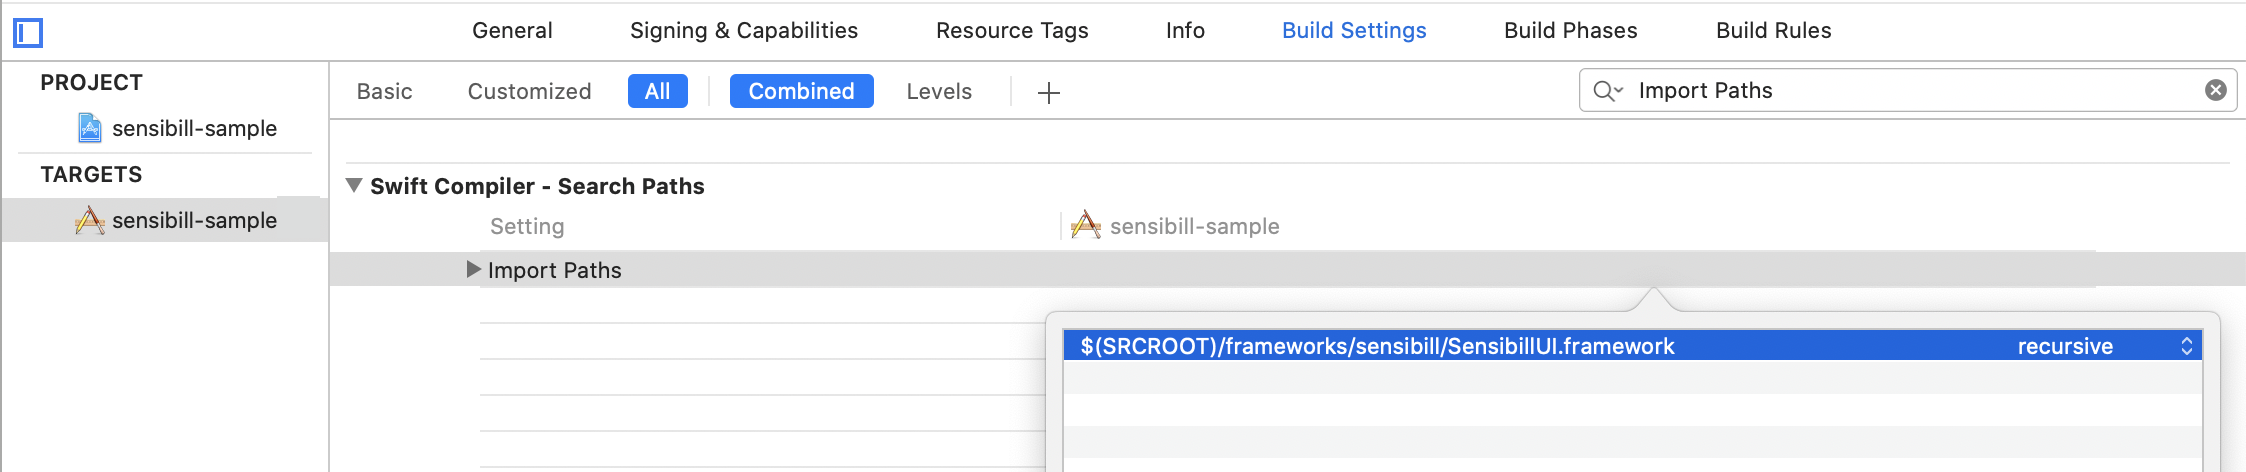 General Signing & Capabilities Resource Tags Info Build Settings Build Phases Build Rules
PROJECT
sensibill-sample
TARGETS
sensibill-sample
Basic Customized All Combined Levels + Import Paths
Swift Compiler - Search Paths
Setting sensibill-sample
Import Paths
$(SRCROOT)/frameworks/sensibill/SensibillUI.framework recursive